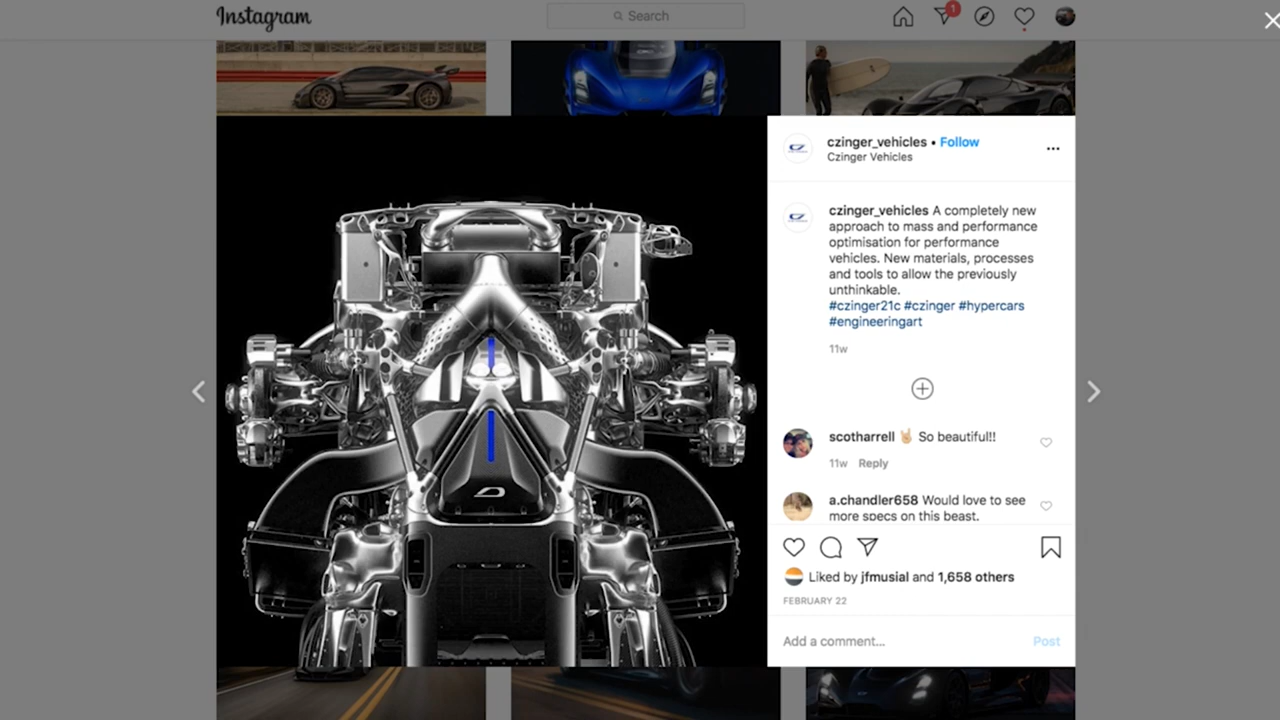 Instagram
Search
1
czinger_vehicles • Follow
Czinger Vehicles
czinger_vehicles A completely new
approach to mass and performance
optimisation for performance
vehicles. New materials, processes
and tools to allow the previously
unthinkable.
#czinger21c #czinger #hypercars
#engineeringart
11w
scotharrell 🤘🏼 So beautiful!!
11w Reply
a.chandler658 Would love to see
more specs on this beast.
Liked by jfmusial and 1,658 others
FEBRUARY 22
Add a comment... Post